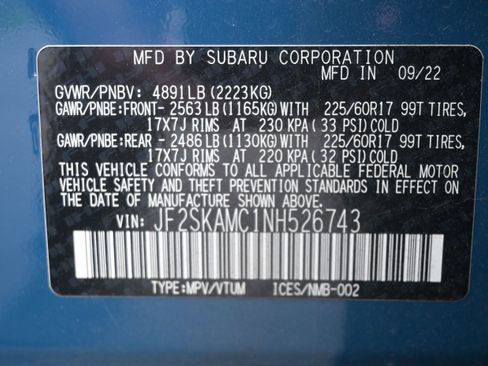 MFD BY SUBARU CORPORATION
GVWR/PNBV: 4891LB(2223KG) MFD IN 09/22
GAWR/PNBE:FRONT- 2563LB(1165KG)WITH 225/60R17 99T TIRES,
17X7J RIMS AT 230 KPA( 33 PSI)COLD
GAWR/PNBE:REAR - 2486LB(1130KG)WITH 225/60R17 99T TIRES,
17X7J RIMS AT 220 KPA( 32 PSI)COLD
THIS VEHICLE CONFORMS TO ALL APPLICABLE FEDERAL MOTOR
VEHICLE SAFETY AND THEFT PREVENTION STANDARDS IN EFFECT
ON THE DATE OF MANUFACTURE SHOWN ABOVE.
VIN: JF2SKAMC1NH526743
TYPE:MPV/VTUM ICES/NMB-002